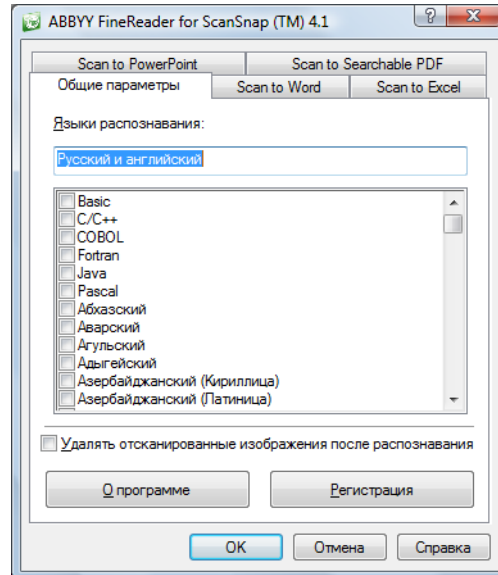 ABBYY FineReader for ScanSnap (TM) 4.1
Scan to PowerPoint
Scan to Searchable PDF
Общие параметры
Scan to Word
Scan to Excel
Языки распознавания:
Русский и английский
Basic
C/C++
COBOL
Fortran
Java
Pascal
Абхазский
Аварский
Агульский
Адыгейский
Азербайджанский (Кириллица)
Азербайджанский (Латиница)
Удалять отсканированные изображения после распознавания
О программе
Регистрация
OK
Отмена
Справка